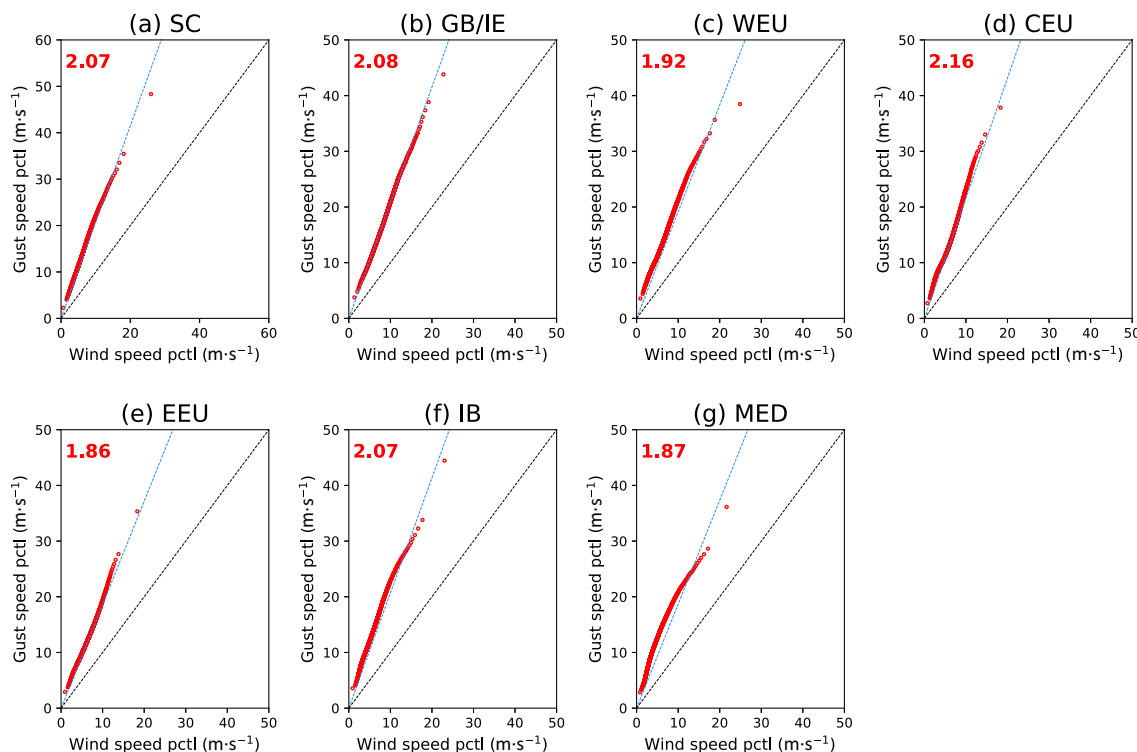 (a) SC
60
50
40
30
20
10
0
2.07
Gust speed pctl (m·s⁻¹)
0 20 40 60
Wind speed pctl (m·s⁻¹)
(b) GB/IE
50
40
30
20
10
0
2.08
Gust speed pctl (m·s⁻¹)
0 10 20 30 40 50
Wind speed pctl (m·s⁻¹)
(c) WEU
50
40
30
20
10
0
1.92
Gust speed pctl (m·s⁻¹)
0 10 20 30 40 50
Wind speed pctl (m·s⁻¹)
(d) CEU
50
40
30
20
10
0
2.16
Gust speed pctl (m·s⁻¹)
0 10 20 30 40 50
Wind speed pctl (m·s⁻¹)
(e) EEU
50
40
30
20
10
0
1.86
Gust speed pctl (m·s⁻¹)
0 10 20 30 40 50
Wind speed pctl (m·s⁻¹)
(f) IB
50
40
30
20
10
0
2.07
Gust speed pctl (m·s⁻¹)
0 10 20 30 40 50
Wind speed pctl (m·s⁻¹)
(g) MED
50
40
30
20
10
0
1.87
Gust speed pctl (m·s⁻¹)
0 10 20 30 40 50
Wind speed pctl (m·s⁻¹)